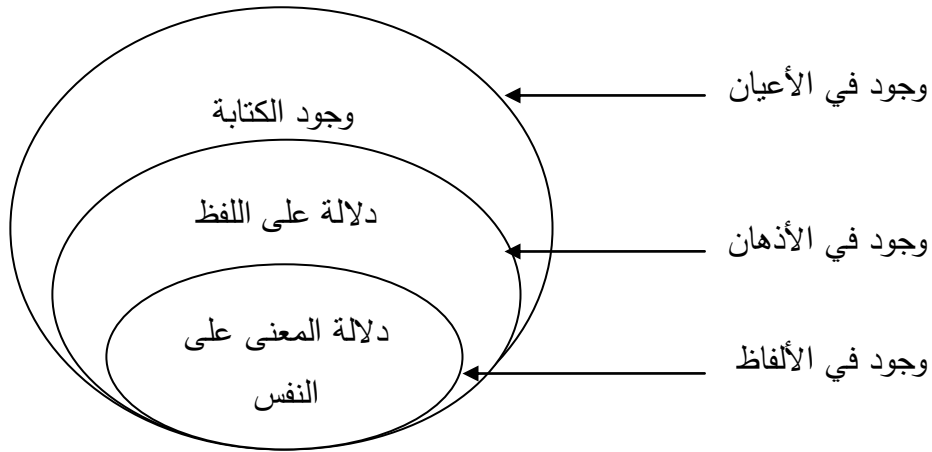 وجود في الأعيان
وجود الكتابة
دلالة على اللفظ
وجود في الأذهان
دلالة المعنى على
النفس
وجود في الألفاظ